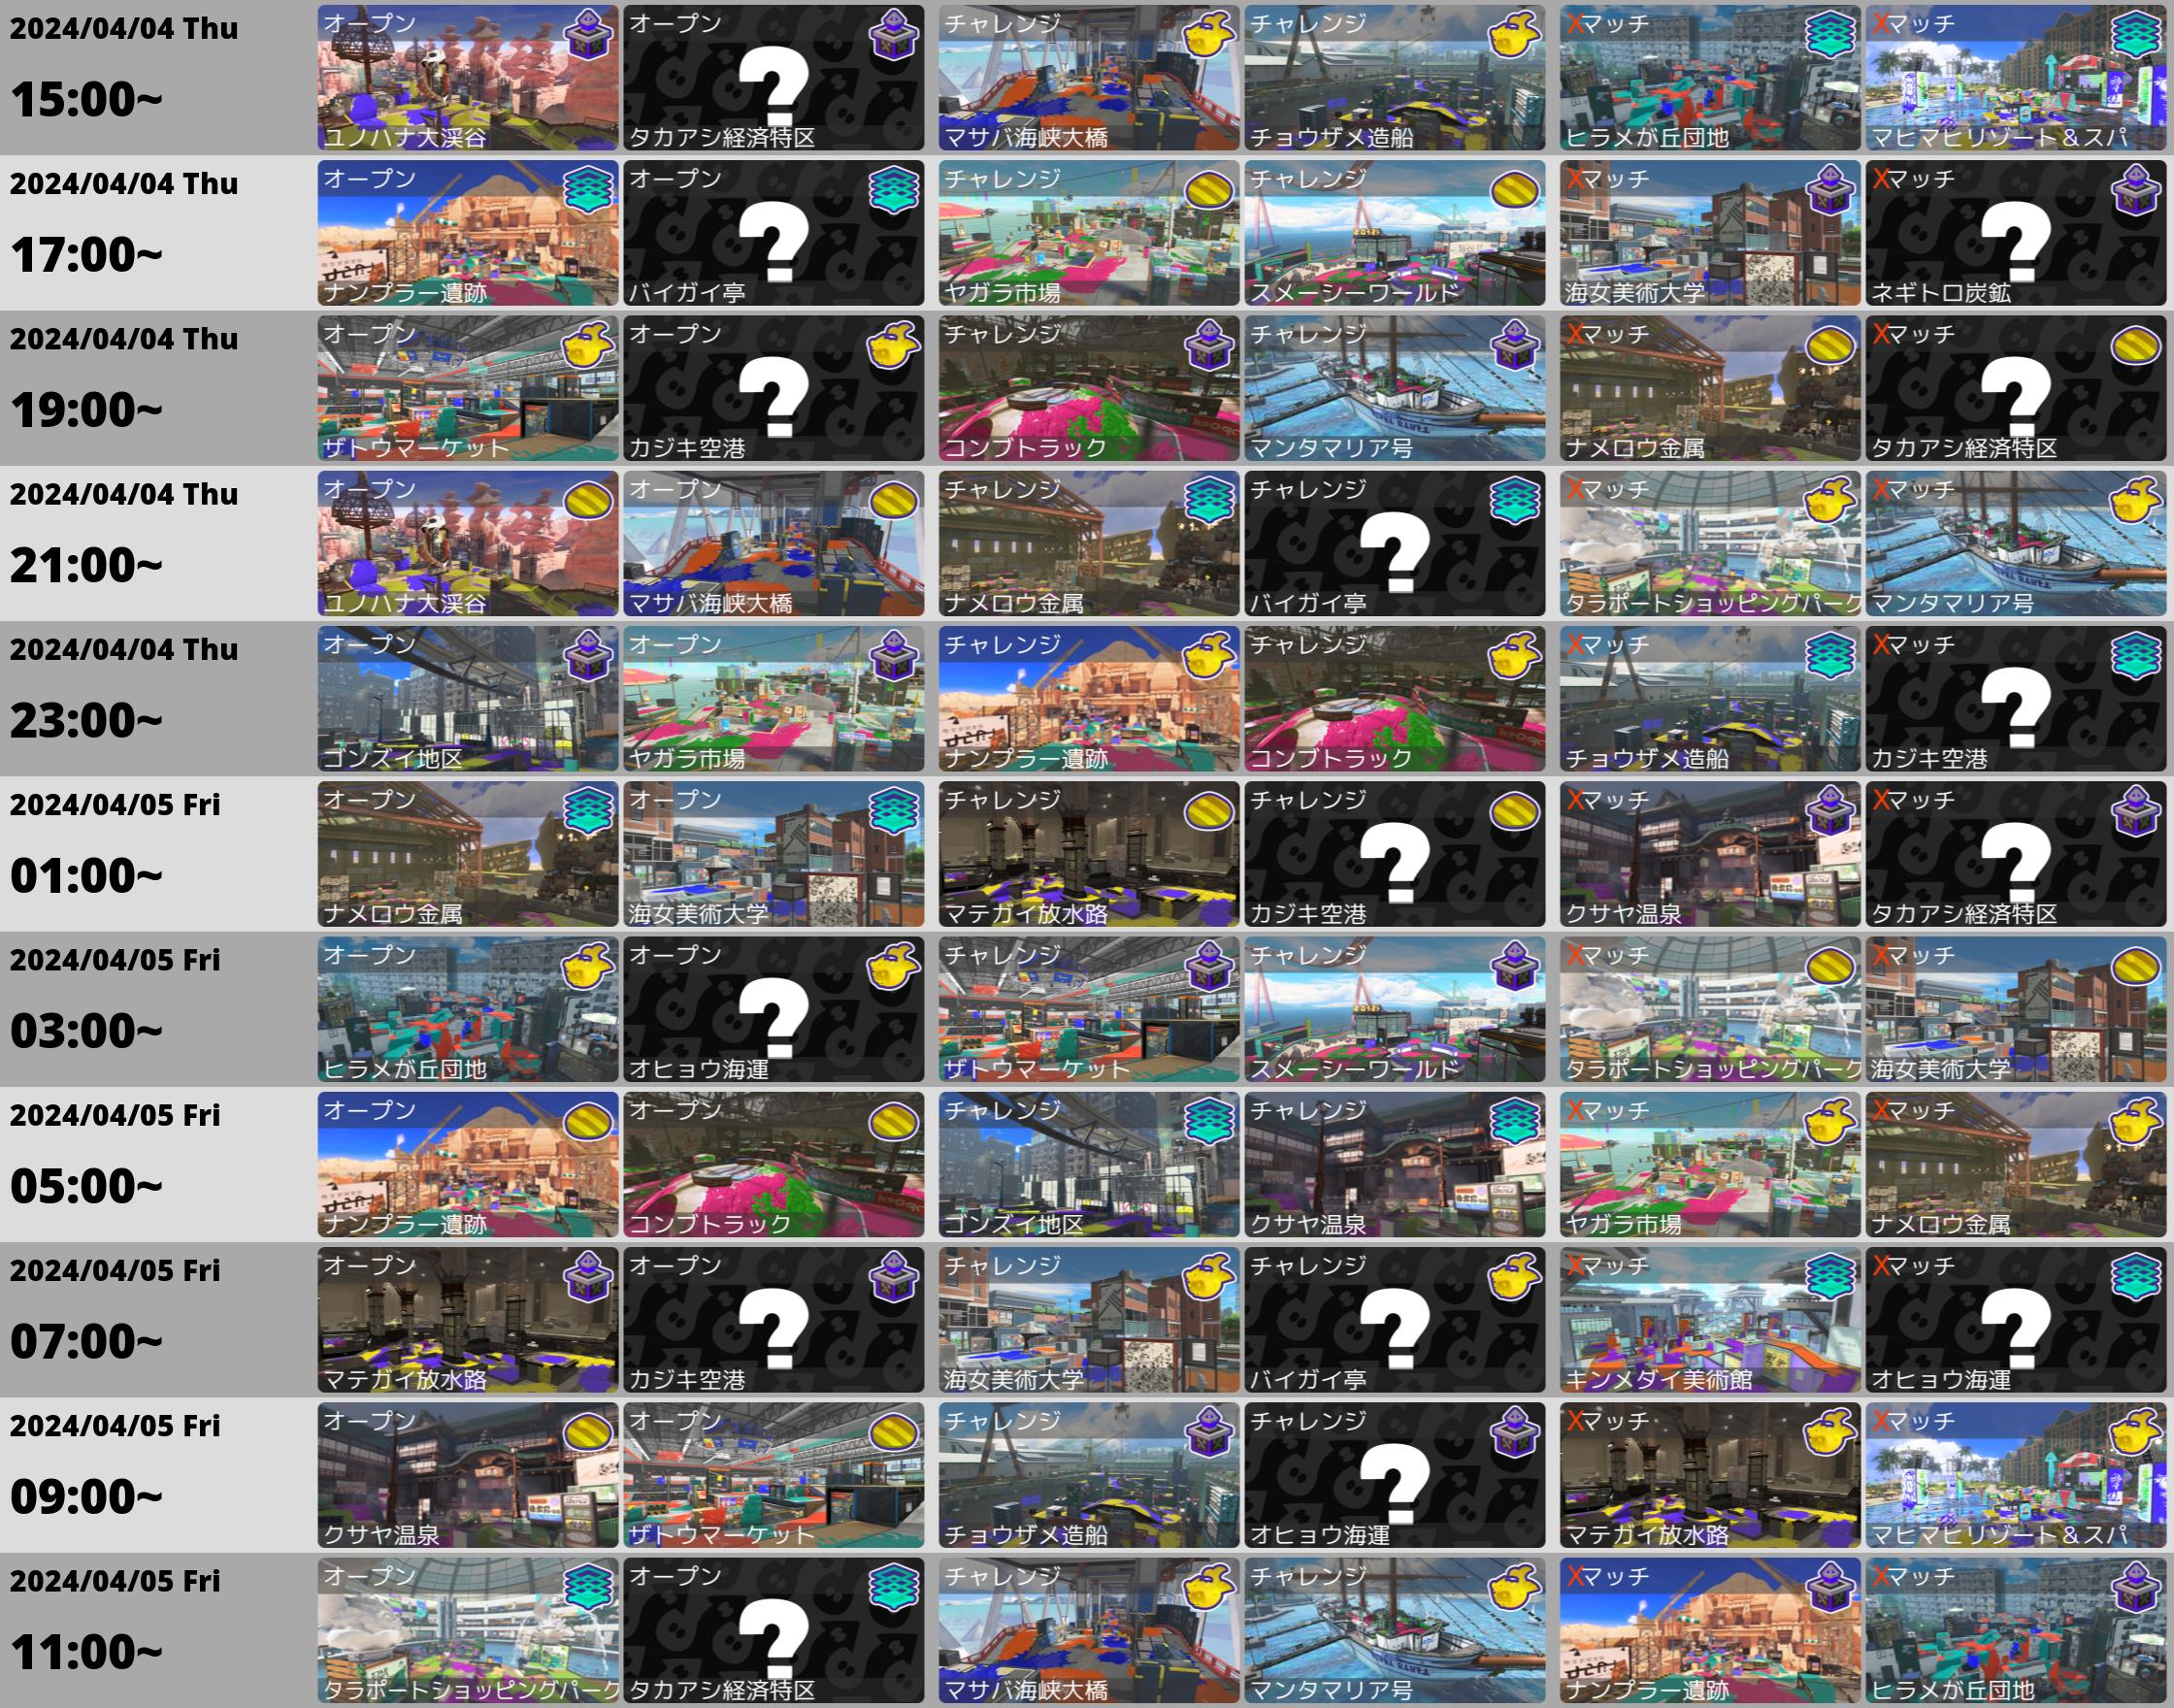 2024/04/04 Thu
15:00~
オープン
ユノハナ大渓谷
オープン
タカアシ経済特区
チャレンジ
マサバ海峡大橋
チャレンジ
チョウザメ造船
Xマッチ
ヒラメが丘団地
Xマッチ
マヒマヒリゾート&スパ
2024/04/04 Thu
17:00~
オープン
ナンプラー遺跡
オープン
バイガイ亭
チャレンジ
ヤガラ市場
チャレンジ
スメーシーワールド
Xマッチ
海女美術大学
Xマッチ
ネギトロ炭鉱
2024/04/04 Thu
19:00~
オープン
ザトウマーケット
オープン
カジキ空港
チャレンジ
コンブトラック
チャレンジ
マンタマリア号
Xマッチ
ナメロウ金属
Xマッチ
タカアシ経済特区
2024/04/04 Thu
21:00~
オープン
ユノハナ大渓谷
オープン
マサバ海峡大橋
チャレンジ
ナメロウ金属
チャレンジ
バイガイ亭
Xマッチ
タラポートショッピングパーク
Xマッチ
マンタマリア号
2024/04/04 Thu
23:00~
オープン
ゴンズイ地区
オープン
ヤガラ市場
チャレンジ
ナンプラー遺跡
チャレンジ
コンブトラック
Xマッチ
チョウザメ造船
Xマッチ
カジキ空港
2024/04/05 Fri
01:00~
オープン
ナメロウ金属
オープン
海女美術大学
チャレンジ
マテガイ放水路
チャレンジ
カジキ空港
Xマッチ
クサヤ温泉
Xマッチ
タカアシ経済特区
2024/04/05 Fri
03:00~
オープン
ヒラメが丘団地
オープン
オヒョウ海運
チャレンジ
ザトウマーケット
チャレンジ
スメーシーワールド
Xマッチ
タラポートショッピングパーク
Xマッチ
海女美術大学
2024/04/05 Fri
05:00~
オープン
ナンプラー遺跡
オープン
コンブトラック
チャレンジ
ゴンズイ地区
チャレンジ
クサヤ温泉
Xマッチ
ヤガラ市場
Xマッチ
ナメロウ金属
2024/04/05 Fri
07:00~
オープン
マテガイ放水路
オープン
カジキ空港
チャレンジ
海女美術大学
チャレンジ
バイガイ亭
Xマッチ
キンメダイ美術館
Xマッチ
オヒョウ海運
2024/04/05 Fri
09:00~
オープン
クサヤ温泉
オープン
ザトウマーケット
チャレンジ
チョウザメ造船
チャレンジ
オヒョウ海運
Xマッチ
マテガイ放水路
Xマッチ
マヒマヒリゾート&スパ
2024/04/05 Fri
11:00~
オープン
タラポートショッピングパーク
オープン
タカアシ経済特区
チャレンジ
マサバ海峡大橋
チャレンジ
マンタマリア号
Xマッチ
ナンプラー遺跡
Xマッチ
ヒラメが丘団地